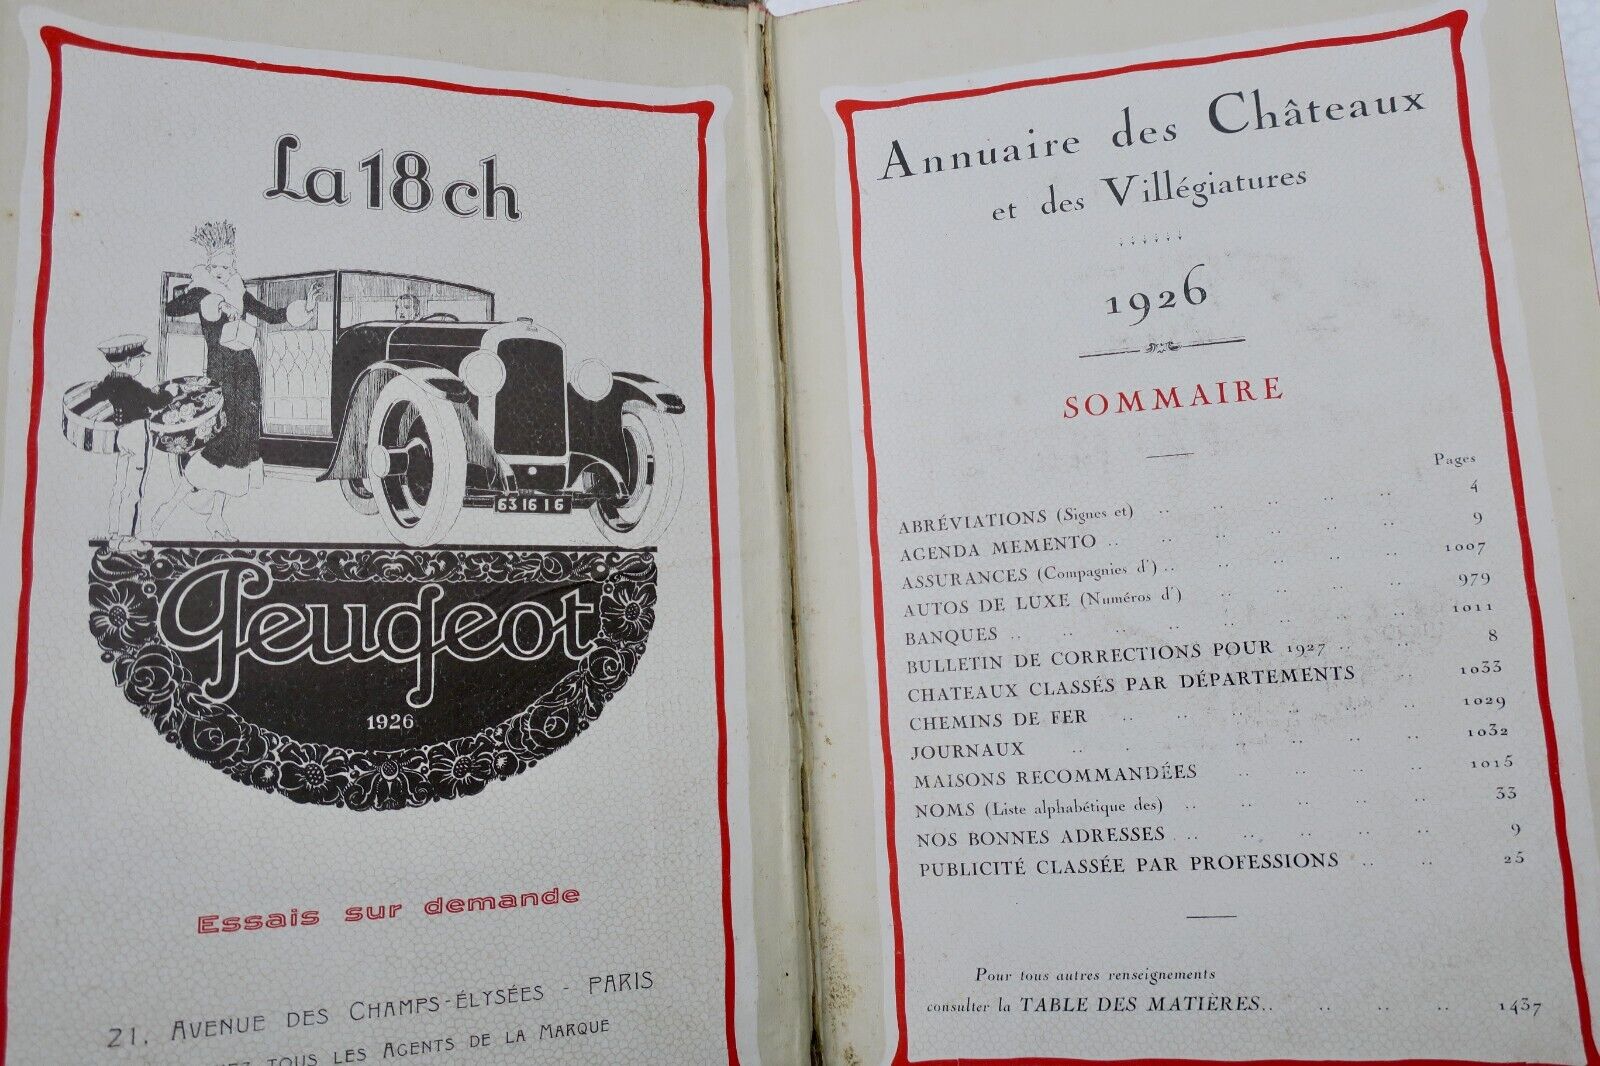 La 18 ch
6316 16
Peugeot
1926
Essais sur demande
21, AVENUE DES CHAMPS-ÉLYSÉES - PARIS
TOUS LES AGENTS DE LA MARQUE
Annuaire des Châteaux
et des Villégiatures
1926
SOMMAIRE
Pages
ABRÉVIATIONS (Signes et) .. .. .. .. .. 4
AGENDA MEMENTO .. .. .. .. .. .. 9
ASSURANCES (Compagnies d') .. .. .. .. .. 1007
AUTOS DE LUXE (Numéros d') .. .. .. .. 979
BANQUES .. .. .. .. .. .. .. .. 1011
BULLETIN DE CORRECTIONS POUR 1927 .. .. 8
CHATEAUX CLASSÉS PAR DÉPARTEMENTS .. 1033
CHEMINS DE FER .. .. .. .. .. .. 1029
JOURNAUX .. .. .. .. .. .. .. 1032
MAISONS RECOMMANDÉES .. .. .. .. 1015
NOMS (Liste alphabétique des) .. .. .. .. .. 33
NOS BONNES ADRESSES .. .. .. .. .. 9
PUBLICITÉ CLASSÉE PAR PROFESSIONS .. .. 25
Pour tous autres renseignements
consulter la TABLE DES MATIÈRES.. .. .. .. 1437